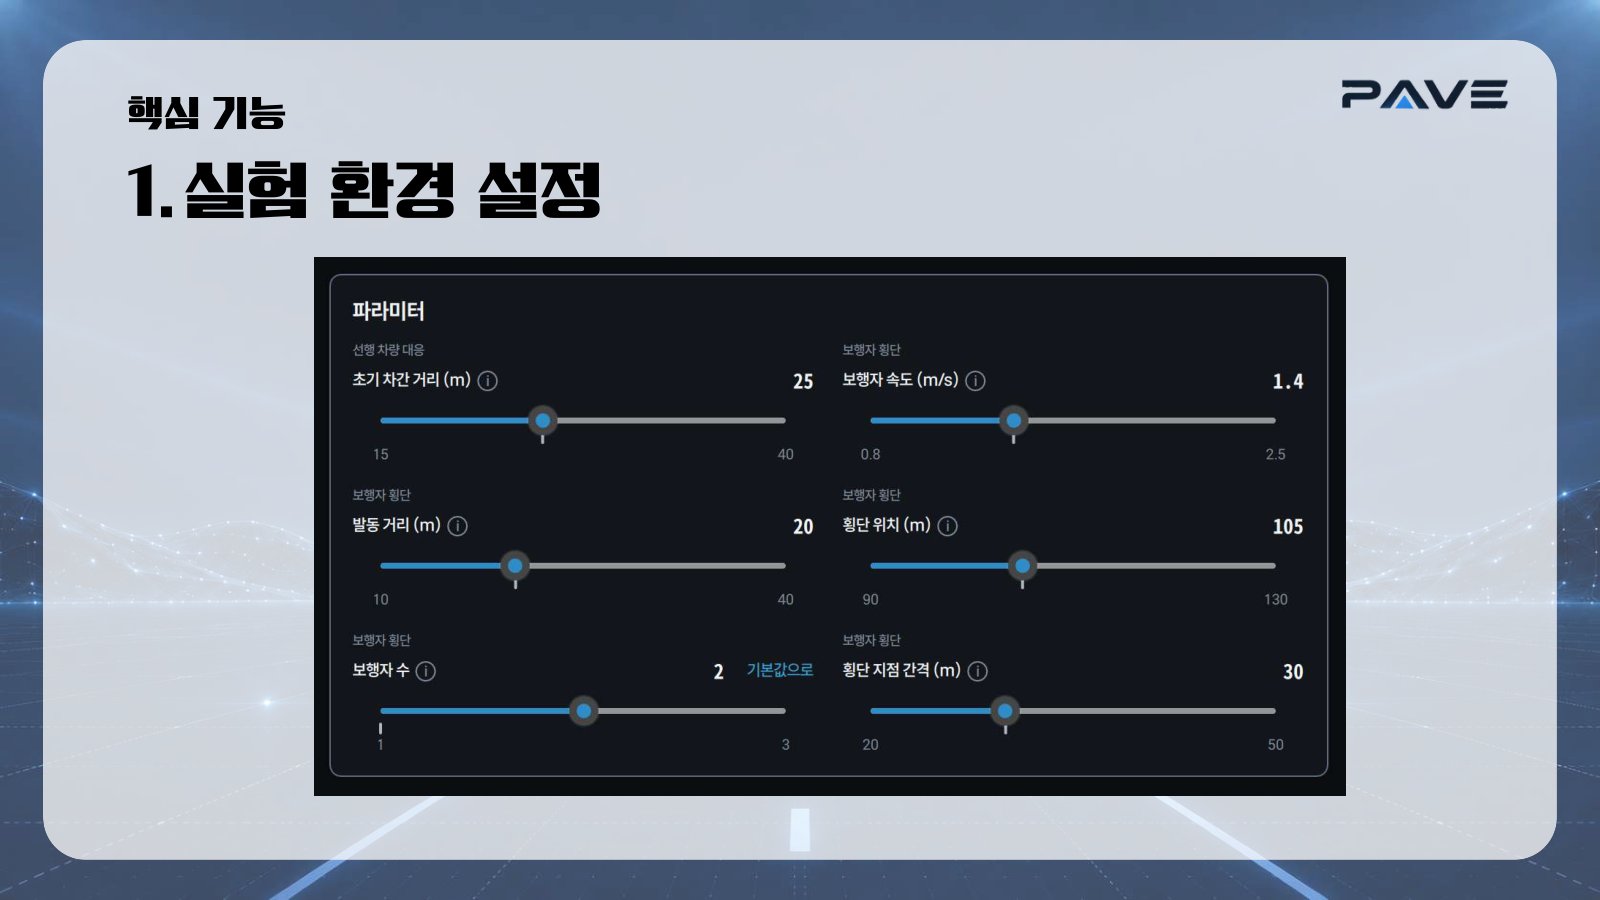 핵심 기능
PAVE
1. 실험 환경 설정
파라미터
선행 차량 대응
초기 차간 거리 (m)
25
15
40
보행자 횡단
보행자 속도 (m/s)
1.4
0.8
2.5
보행자 횡단
발동 거리 (m)
20
10
40
보행자 횡단
횡단 위치 (m)
105
90
130
보행자 횡단
보행자 수
2 기본값으로
1
3
보행자 횡단
횡단 지점 간격 (m)
30
20
50